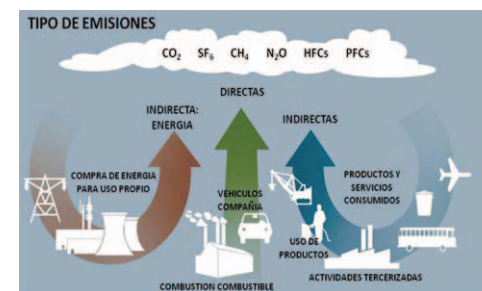 TIPO DE EMISIONES
CO₂ SF₆ CH₄ N₂O HFCs PFCs
DIRECTAS
INDIRECTA:
ENERGIA
INDIRECTAS
COMPRA DE ENERGIA
PARA USO PROPIO
VEHICULOS
COMPAÑIA
PRODUCTOS Y
SERVICIOS
CONSUMIDOS
USO DE
PRODUCTOS
ACTIVIDADES TERCERIZADAS
COMBUSTION COMBUSTIBLE